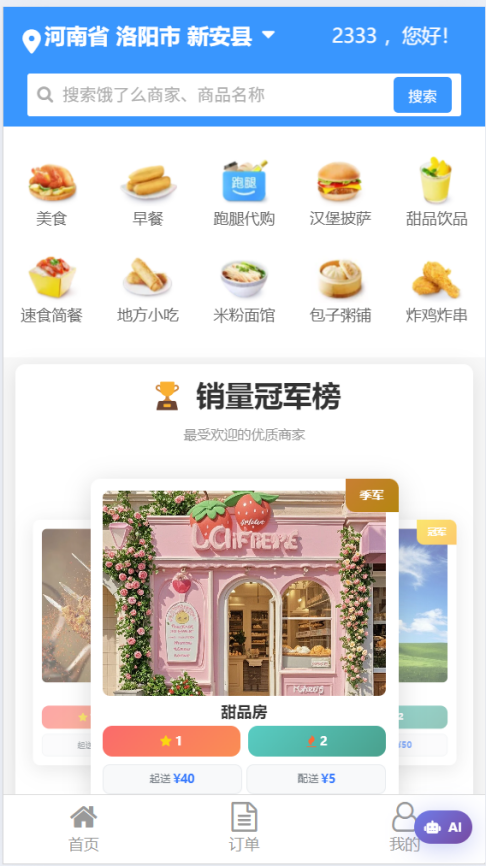 河南省 洛阳市 新安县
2333 ，您好!
搜索饿了么商家、商品名称
搜索
跑腿
美食
早餐
跑腿代购
汉堡披萨
甜品饮品
速食简餐
地方小吃
米粉面馆
包子粥铺
炸鸡炸串
销量冠军榜
最受欢迎的优质商家
季军
冠军
甜品房
1
2
2
起送
起送 ¥40
配送 ¥5
¥50
首页
订单
我的
AI